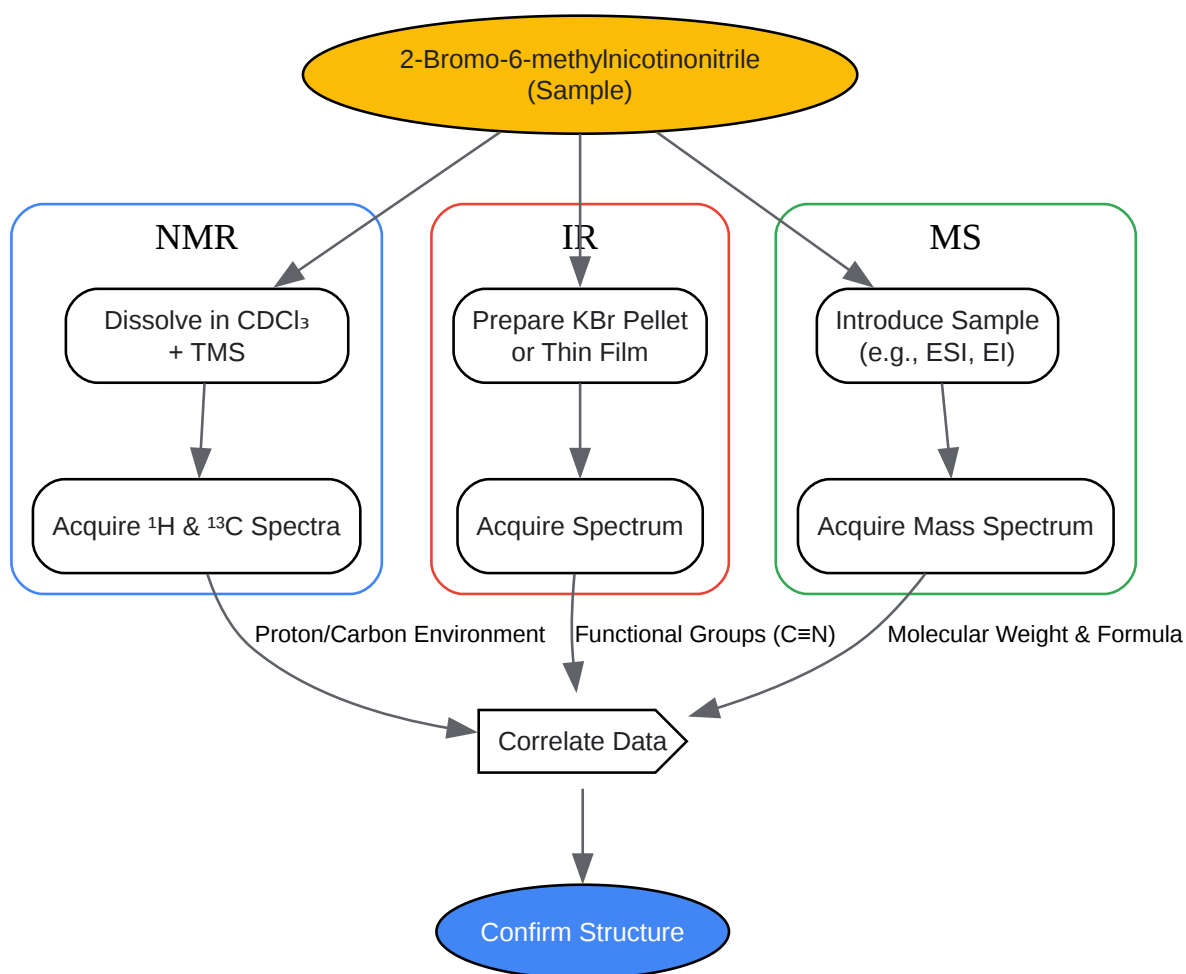 2-Bromo-6-methylnicotinonitrile
(Sample)
NMR
IR
MS
Dissolve in CDCl₃
+ TMS
Prepare KBr Pellet
or Thin Film
Introduce Sample
(e.g., ESI, EI)
Acquire ¹H & ¹³C Spectra
Acquire Spectrum
Acquire Mass Spectrum
Proton/Carbon Environment
Functional Groups (C≡N)
Molecular Weight & Formula
Correlate Data
Confirm Structure